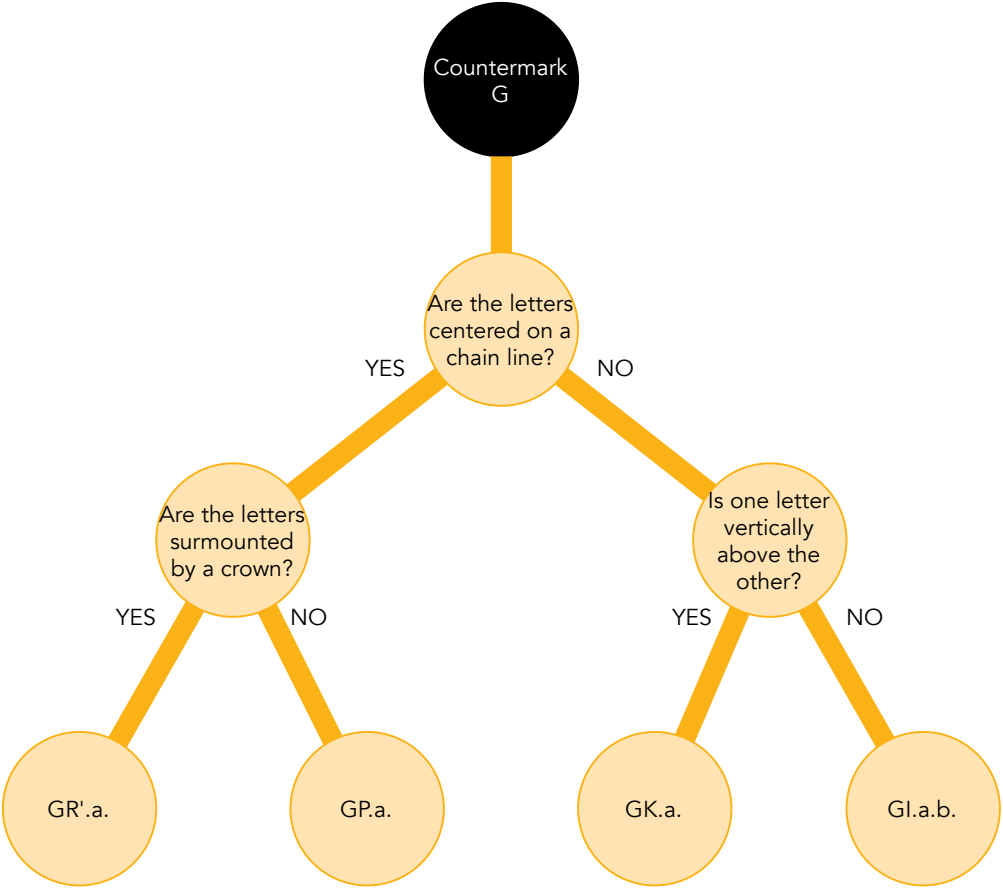 Countermark
G
Are the letters
centered on a
chain line?
YES
NO
Are the letters
surmounted
by a crown?
Is one letter
vertically
above the
other?
YES
NO
YES
NO
GR'.a.
GP.a.
GK.a.
GI.a.b.